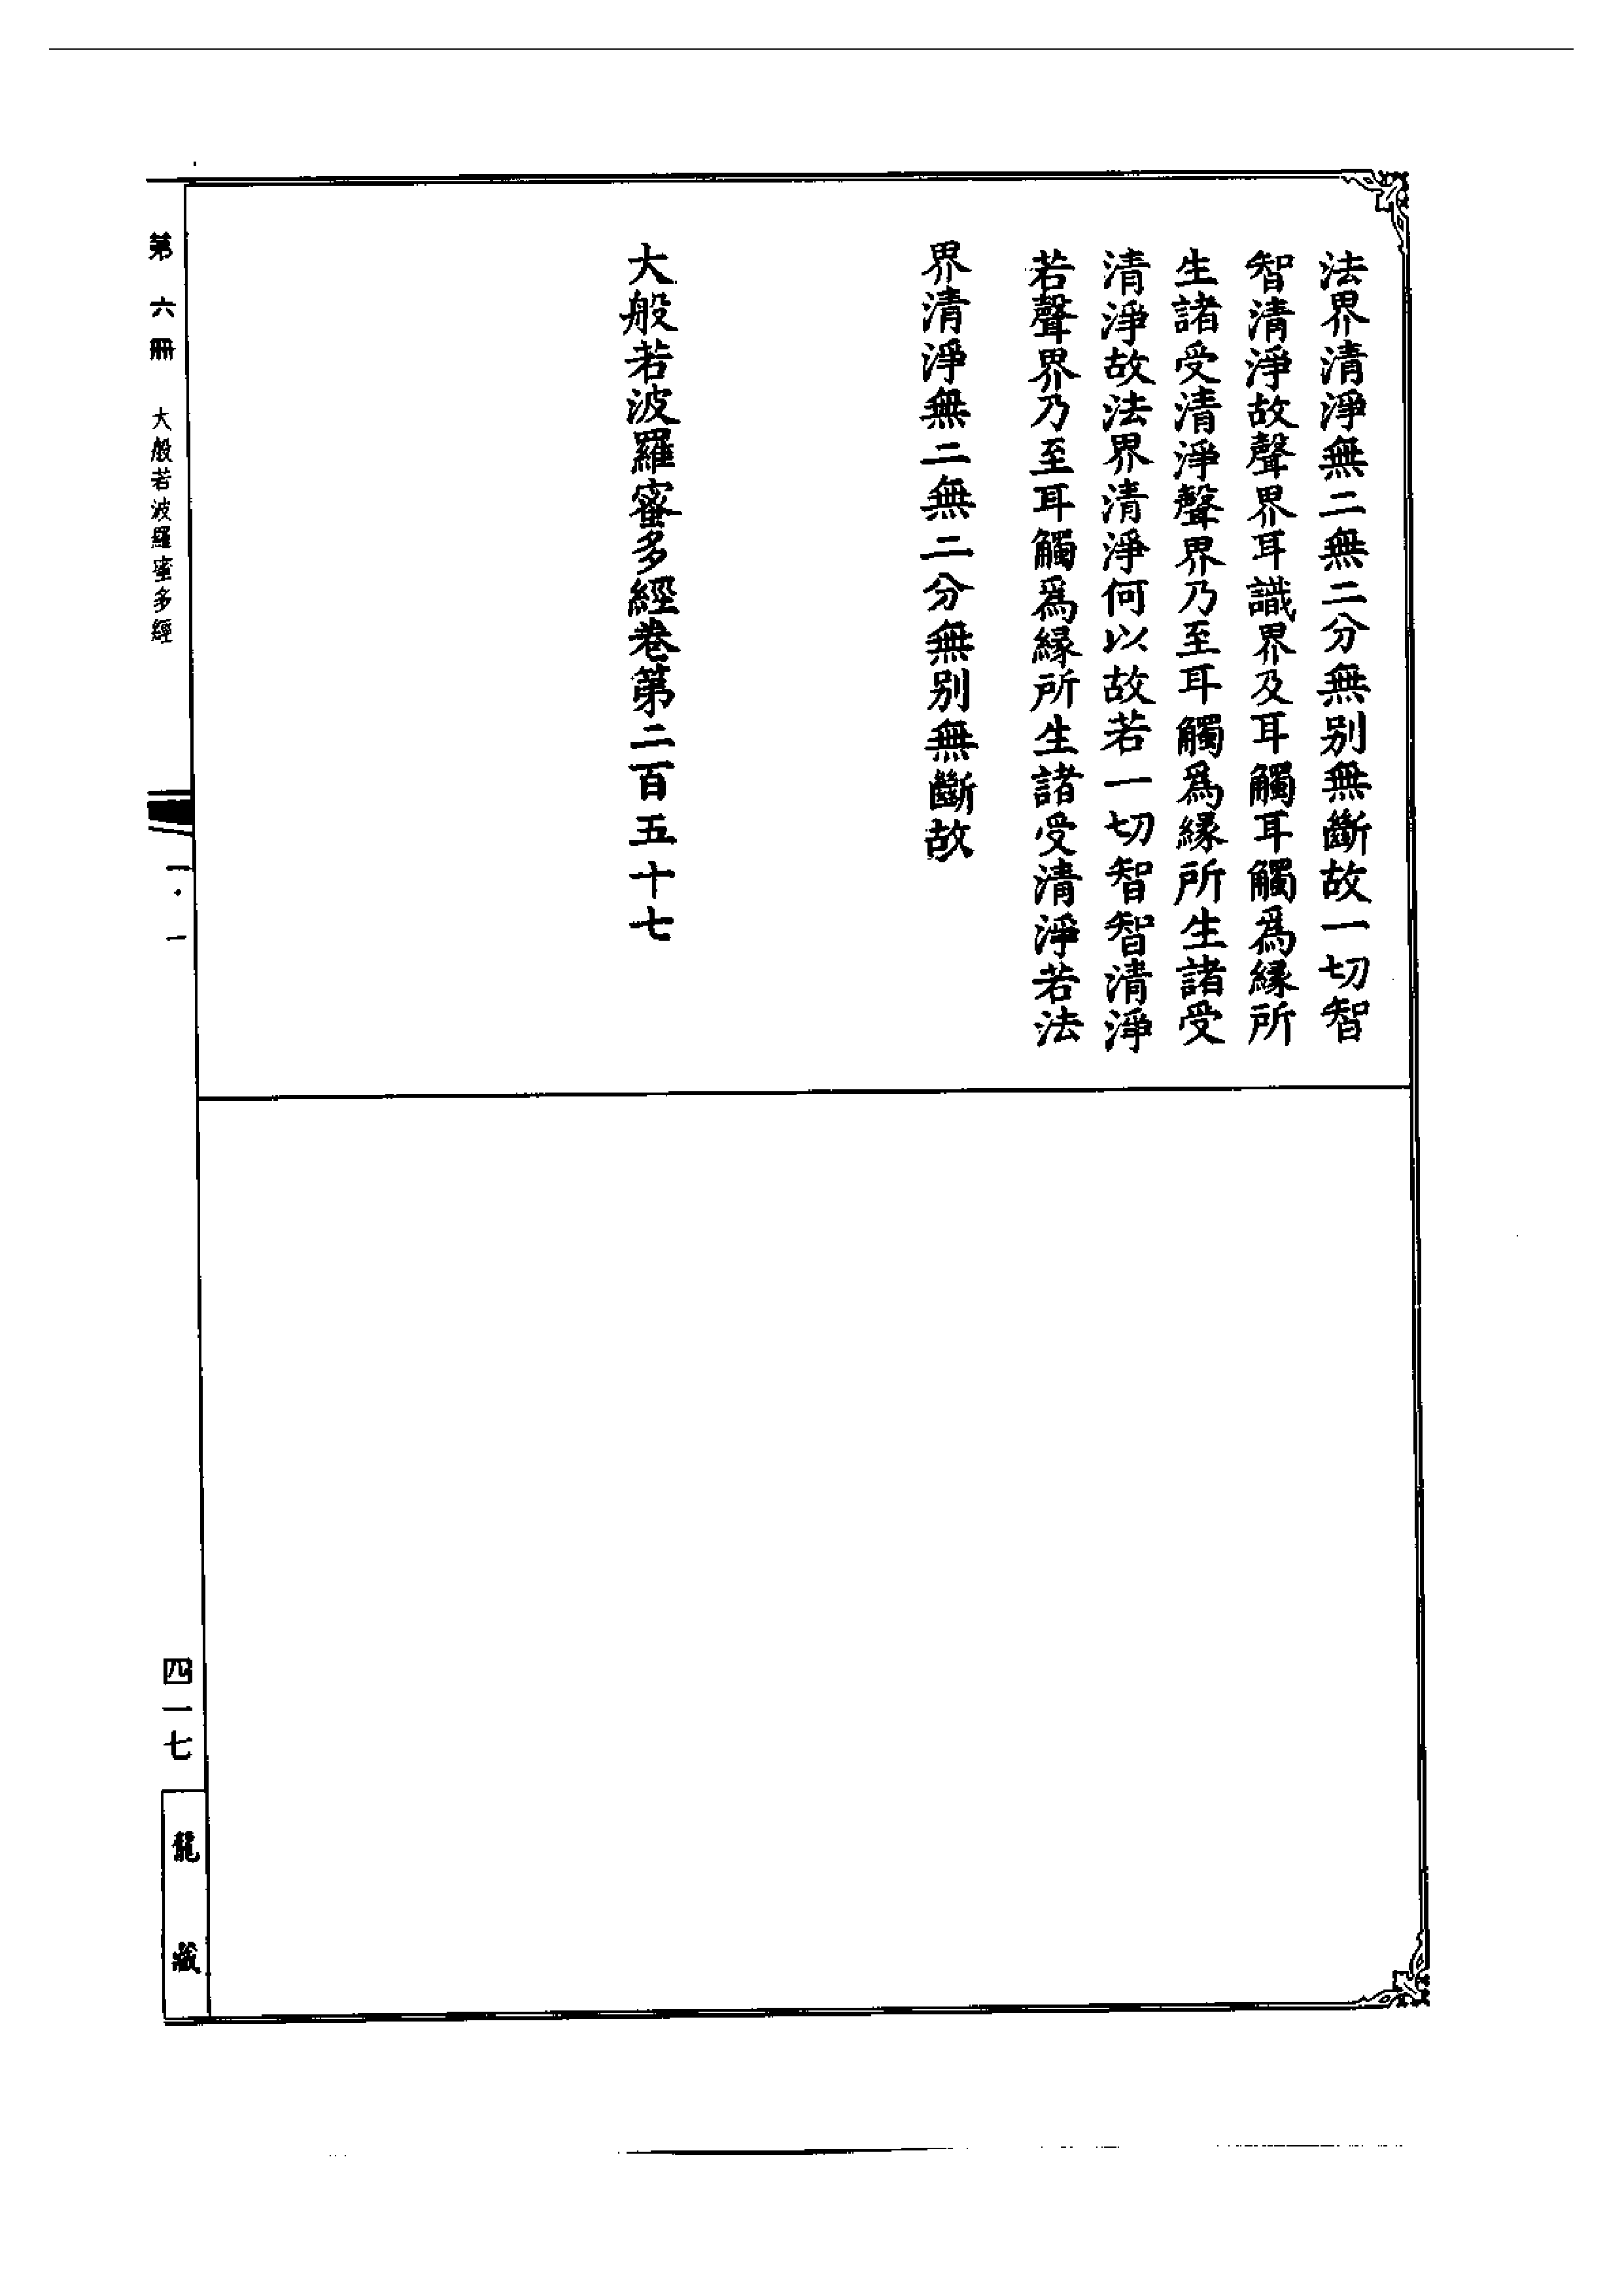 法界清淨無二無二分無別無斷故一切智
智清淨故聲界耳識界及耳觸耳觸爲緣所
生諸受清淨聲界乃至耳觸爲緣所生諸受
清淨故法界清淨何以故若一切智智清淨
若聲界乃至耳觸爲緣所生諸受清淨若法
界清淨無二無二分無別無斷故
大般若波羅蜜多經卷第二百五十七
第六冊 大般若波羅蜜多經
一·一
四一七
龍藏